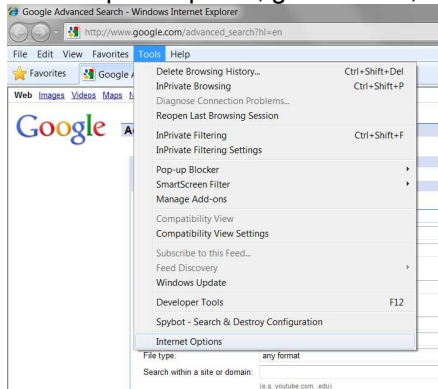 Google Advanced Search - Windows Internet Explorer
http://www.google.com/advanced_search?hl=en
File Edit View Favorites Tools Help
Favorites Google
Web Images Videos Maps
Google
Delete Browsing History... Ctrl+Shift+Del
InPrivate Browsing Ctrl+Shift+P
Diagnose Connection Problems...
Reopen Last Browsing Session
InPrivate Filtering Ctrl+Shift+F
InPrivate Filtering Settings
Pop-up Blocker
SmartScreen Filter
Manage Add-ons
Compatibility View
Compatibility View Settings
Subscribe to this Feed...
Feed Discovery
Windows Update
Developer Tools F12
Spybot - Search & Destroy Configuration
Internet Options
File type: any format
Search within a site or domain:
(e.g. youtube.com, .edu)